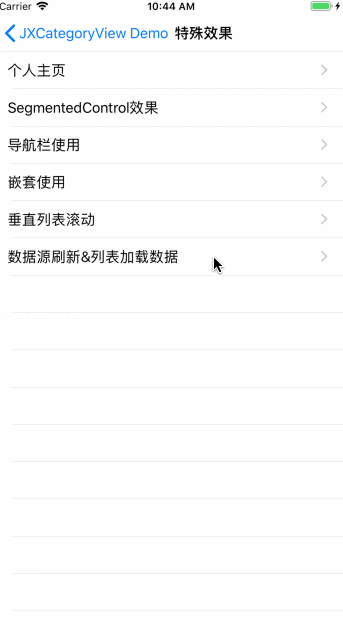 Carrier 10:44 AM
JXCategoryView Demo 特殊效果
个人主页
SegmentedControl效果
导航栏使用
嵌套使用
垂直列表滚动
数据源刷新&列表加载数据